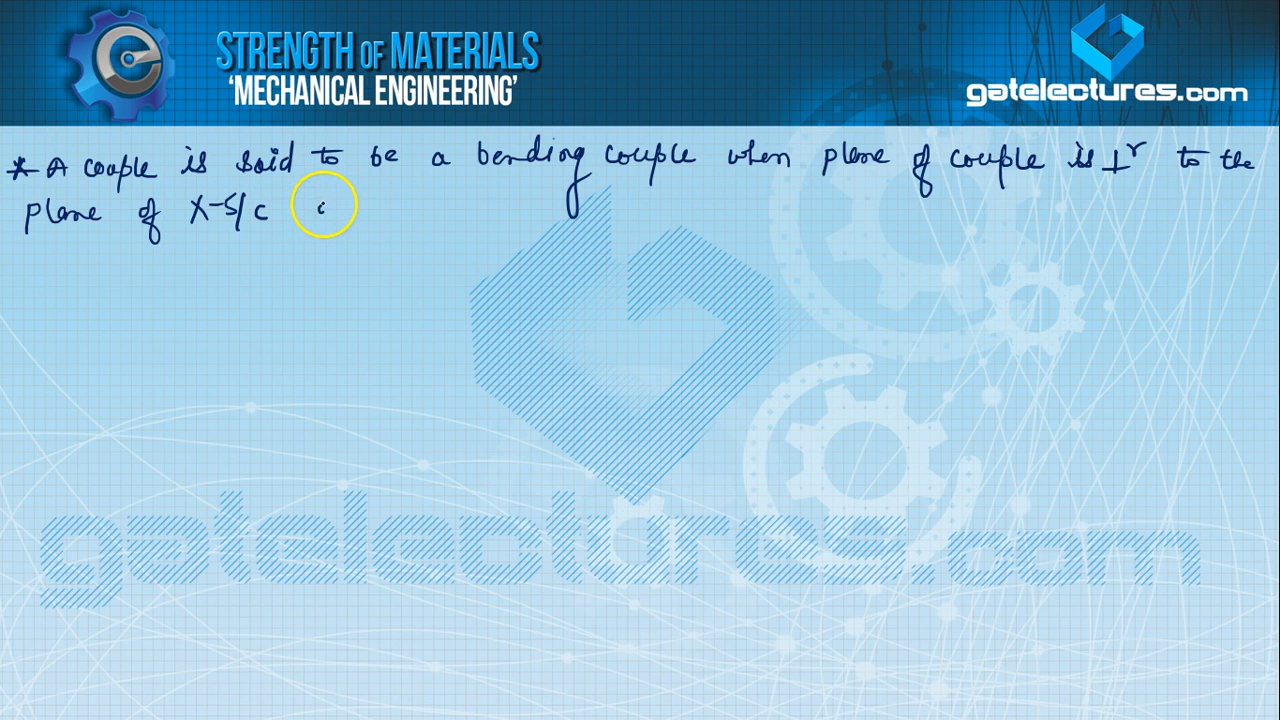 STRENGTH OF MATERIALS
'MECHANICAL ENGINEERING'
gatelectures.com
* A couple is said to be a bending couple when plane of couple is ⊥r to the
plane of X-S/C
gatelectures.com